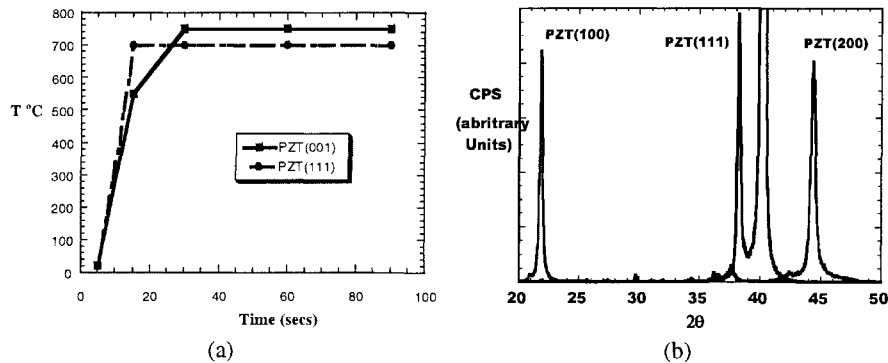 800
700
600
500
400
300
200
100
0
T °C
PZT(001)
PZT(111)
0 20 40 60 80 100
Time (secs)
(a)
PZT(100)
PZT(111)
PZT(200)
CPS
(abritrary
Units)
20 25 30 35 40 45 50
2θ
(b)